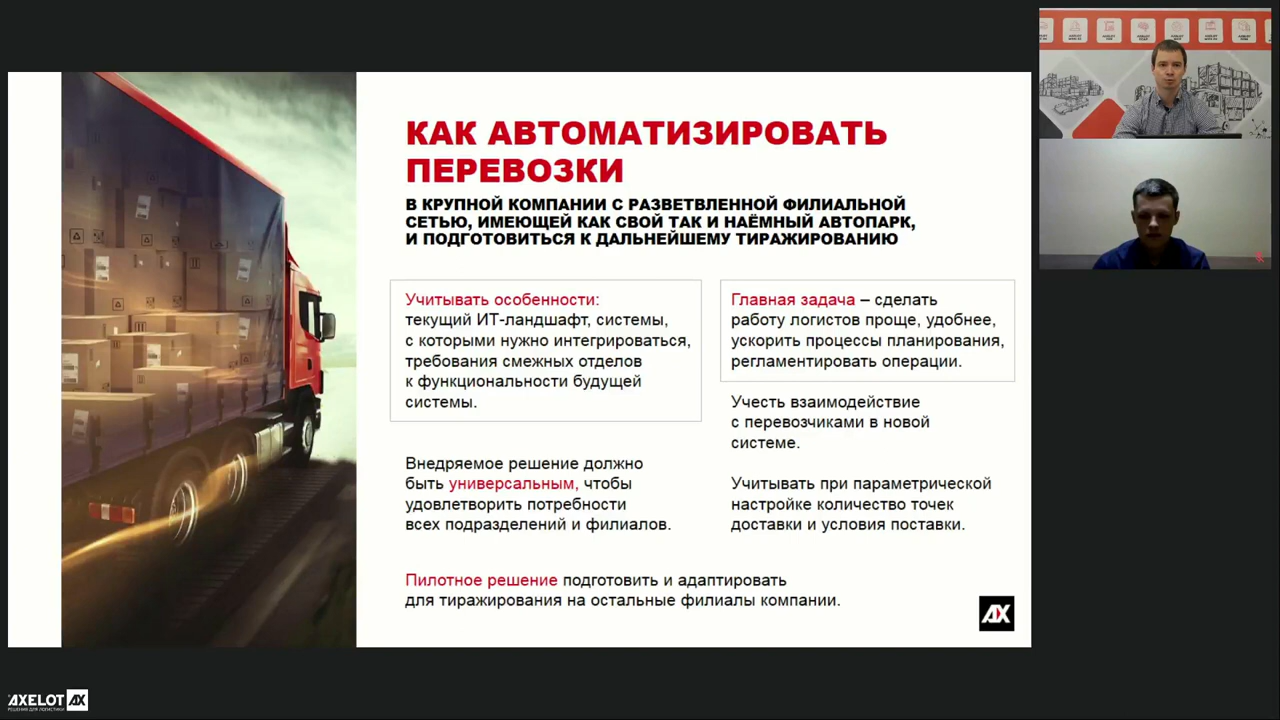 КАК АВТОМАТИЗИРОВАТЬ
ПЕРЕВОЗКИ
В КРУПНОЙ КОМПАНИИ С РАЗВЕТВЛЕННОЙ ФИЛИАЛЬНОЙ
СЕТЬЮ, ИМЕЮЩЕЙ КАК СВОЙ ТАК И НАЁМНЫЙ АВТОПАРК,
И ПОДГОТОВИТЬСЯ К ДАЛЬНЕЙШЕМУ ТИРАЖИРОВАНИЮ
Учитывать особенности:
текущий ИТ-ландшафт, системы,
с которыми нужно интегрироваться,
требования смежных отделов
к функциональности будущей
системы.
Внедряемое решение должно
быть универсальным, чтобы
удовлетворить потребности
всех подразделений и филиалов.
Главная задача – сделать
работу логистов проще, удобнее,
ускорить процессы планирования,
регламентировать операции.
Учесть взаимодействие
с перевозчиками в новой
системе.
Учитывать при параметрической
настройке количество точек
доставки и условия поставки.
Пилотное решение подготовить и адаптировать
для тиражирования на остальные филиалы компании.
AX
AXELOT AX
РЕШЕНИЯ ДЛЯ ЛОГИСТИКИ